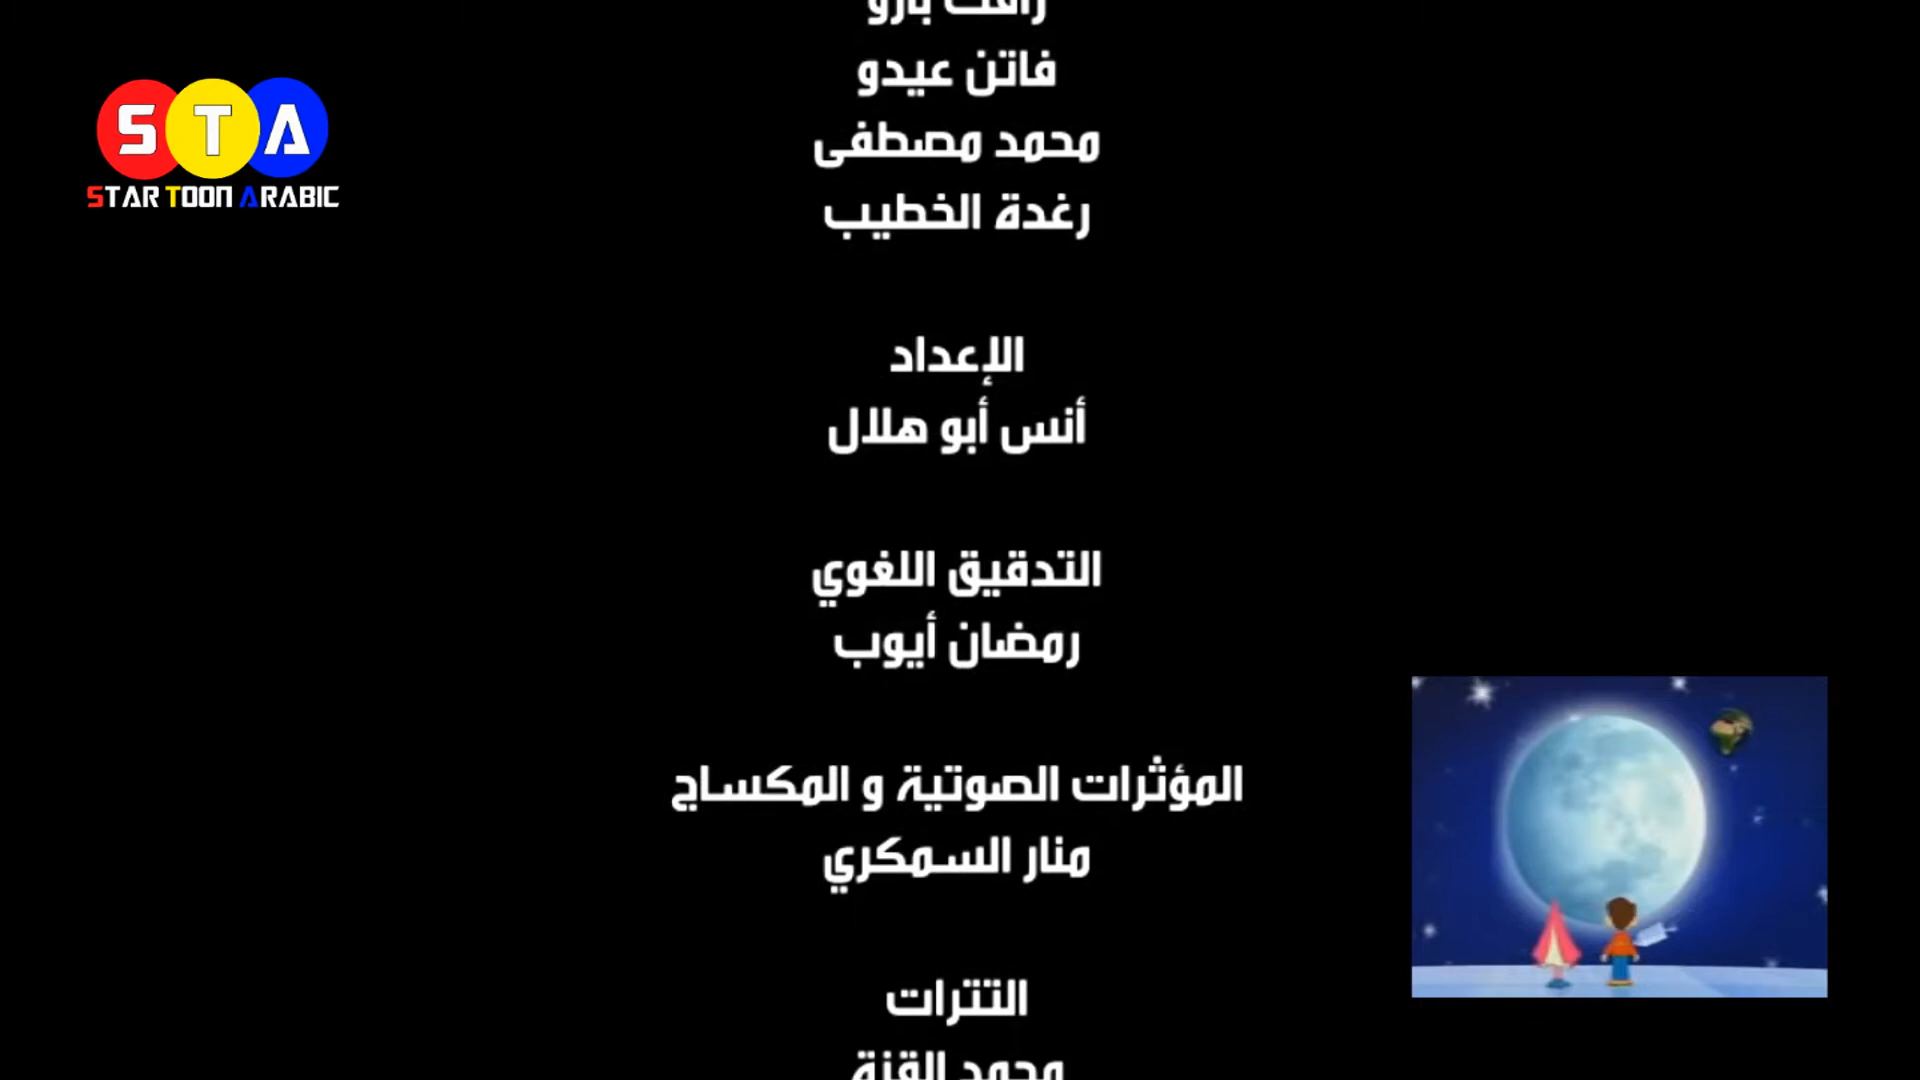 STA
STAR TOON ARABIC
فاتن عيدو
محمد مصطفى
رغدة الخطيب
الإعداد
أنس أبو هلال
التدقيق اللغوي
رمضان أيوب
المؤثرات الصوتية و المكساج
منار السمكري
التترات
محمد